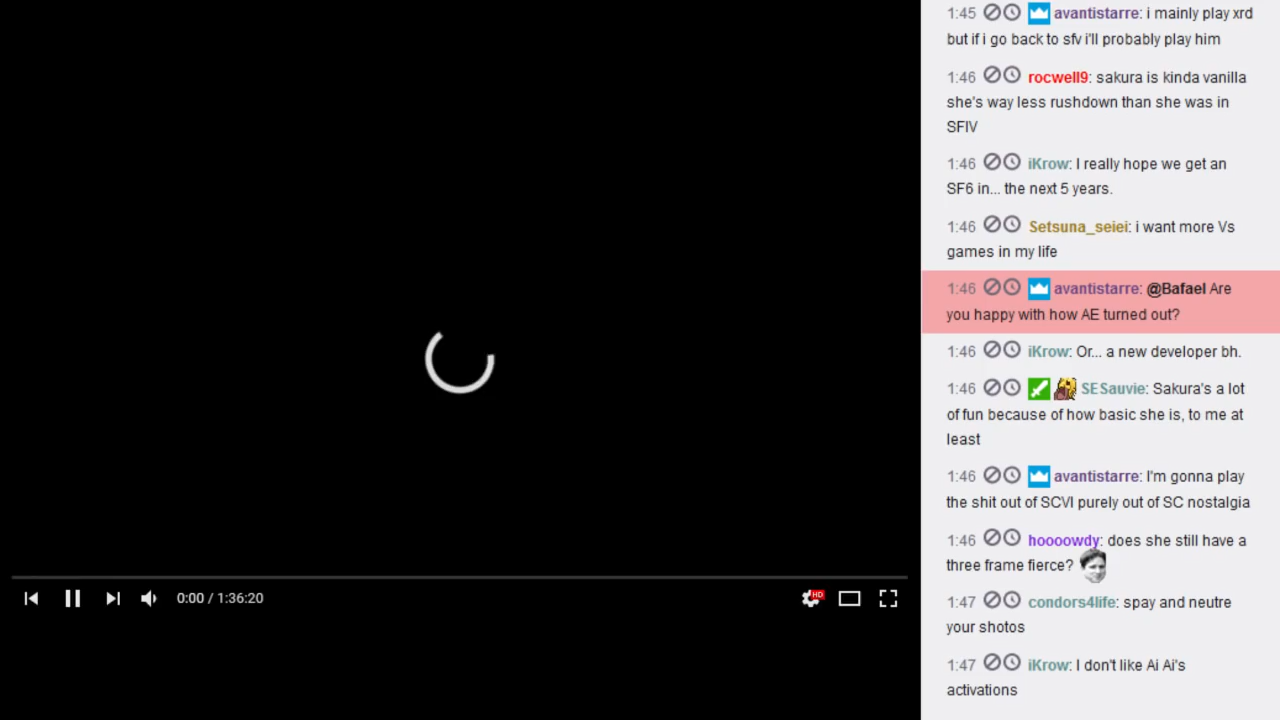 1:45 avantistarre: i mainly play xrd
but if i go back to sfv i'll probably play him
1:46 rocwell9: sakura is kinda vanilla
she's way less rushdown than she was in
SFIV
1:46 iKrow: I really hope we get an
SF6 in... the next 5 years.
1:46 Setsuna_seiei: i want more Vs
games in my life
1:46 avantistarre: @Bafael Are
you happy with how AE turned out?
1:46 iKrow: Or... a new developer bh.
1:46 SESauvie: Sakura's a lot
of fun because of how basic she is, to me at
least
1:46 avantistarre: I'm gonna play
the shit out of SCVI purely out of SC nostalgia
1:46 hoooowdy: does she still have a
three frame fierce?
1:47 condors4life: spay and neutre
your shotos
1:47 iKrow: I don't like Ai Ai's
activations
0:00 / 1:36:20
HD